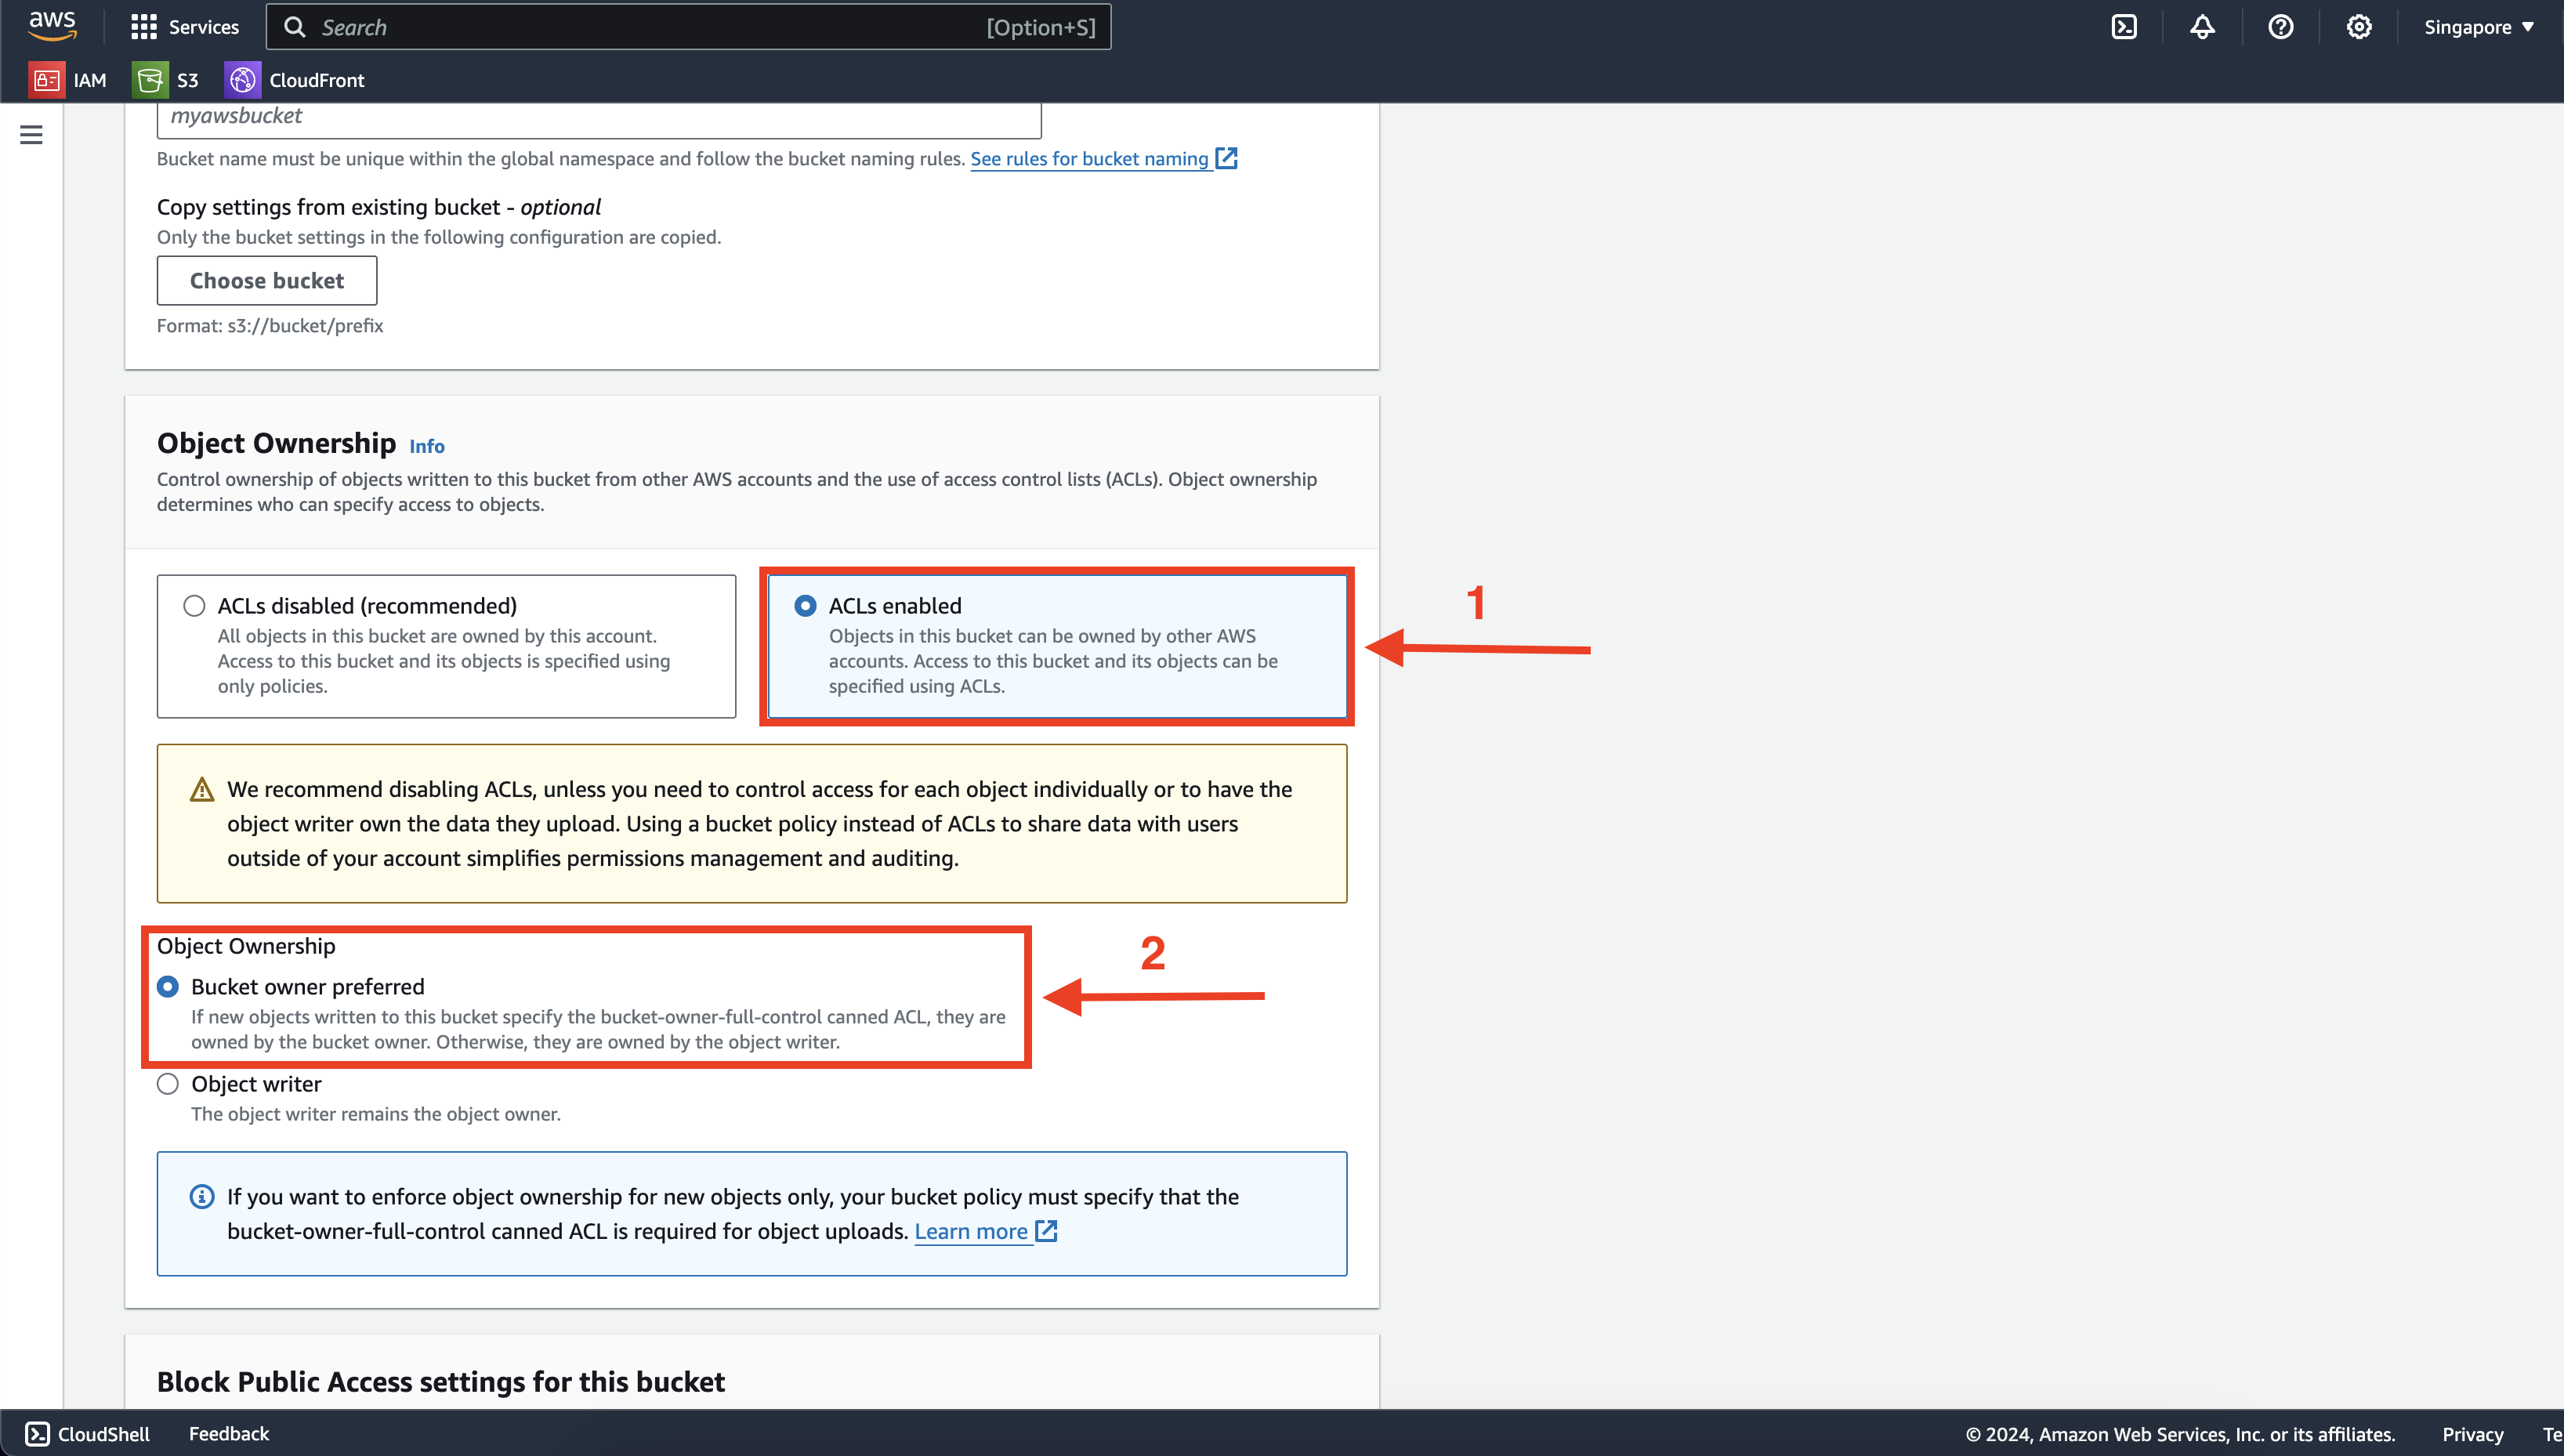 aws
Services
Search
[Option+S]
Singapore
IAM
S3
CloudFront
myawsbucket
Bucket name must be unique within the global namespace and follow the bucket naming rules. See rules for bucket naming
Copy settings from existing bucket - optional
Only the bucket settings in the following configuration are copied.
Choose bucket
Format: s3://bucket/prefix
Object Ownership Info
Control ownership of objects written to this bucket from other AWS accounts and the use of access control lists (ACLs). Object ownership
determines who can specify access to objects.
ACLs disabled (recommended)
All objects in this bucket are owned by this account.
Access to this bucket and its objects is specified using
only policies.
ACLs enabled
Objects in this bucket can be owned by other AWS
accounts. Access to this bucket and its objects can be
specified using ACLs.
1
We recommend disabling ACLs, unless you need to control access for each object individually or to have the
object writer own the data they upload. Using a bucket policy instead of ACLs to share data with users
outside of your account simplifies permissions management and auditing.
Object Ownership
Bucket owner preferred
If new objects written to this bucket specify the bucket-owner-full-control canned ACL, they are
owned by the bucket owner. Otherwise, they are owned by the object writer.
2
Object writer
The object writer remains the object owner.
If you want to enforce object ownership for new objects only, your bucket policy must specify that the
bucket-owner-full-control canned ACL is required for object uploads. Learn more
Block Public Access settings for this bucket
CloudShell
Feedback
© 2024, Amazon Web Services, Inc. or its affiliates.
Privacy
Te